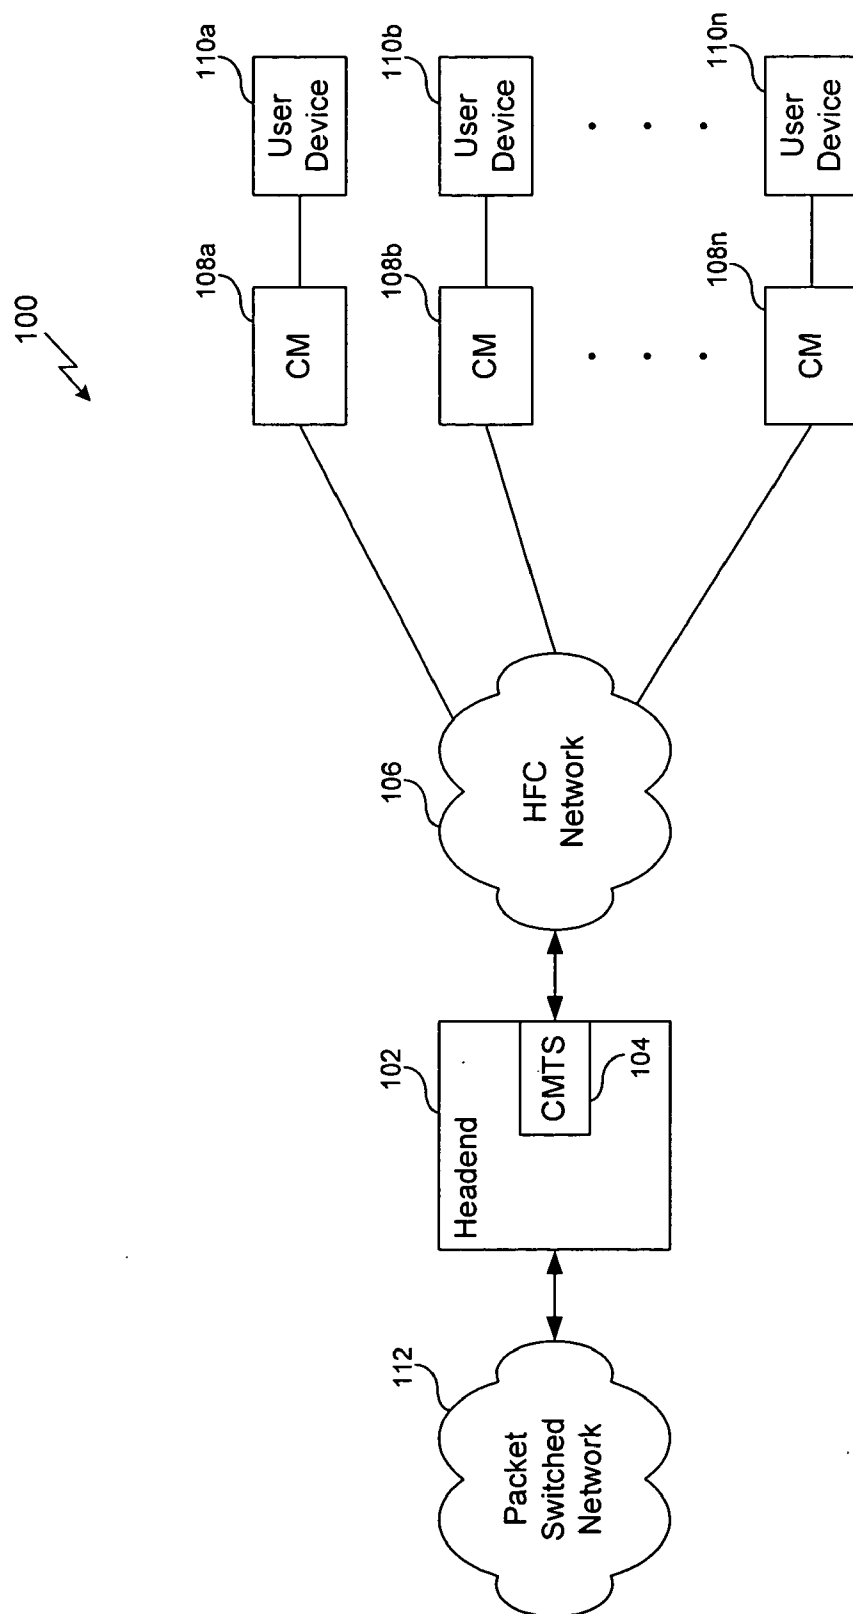 100
110a
User
Device
108a
CM
110b
User
Device
108b
CM
110n
User
Device
108n
CM
106
HFC
Network
102
Headend
CMTS
104
112
Packet
Switched
Network